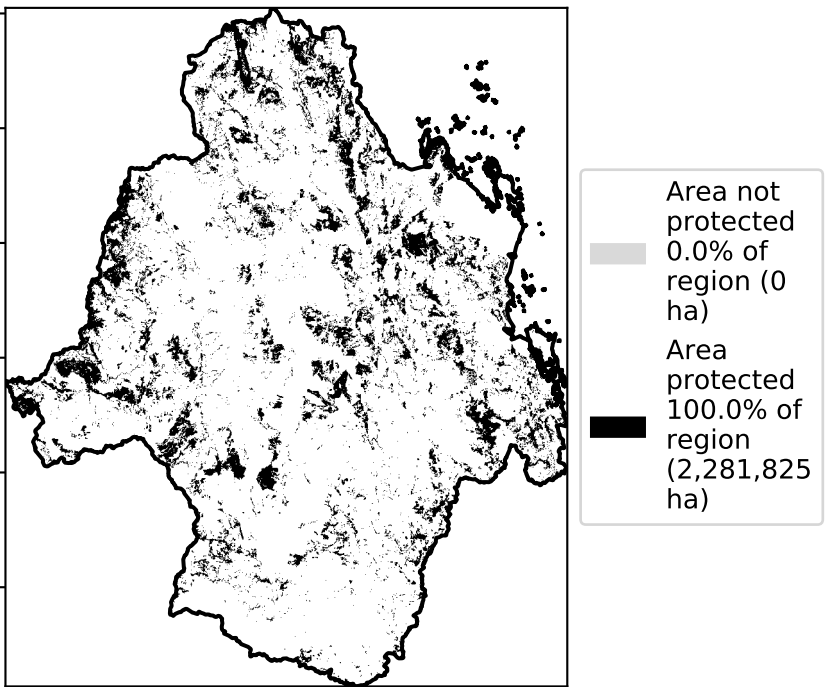 Area not
protected
0.0% of
region (0
ha)
Area
protected
100.0% of
region
(2,281,825
ha)